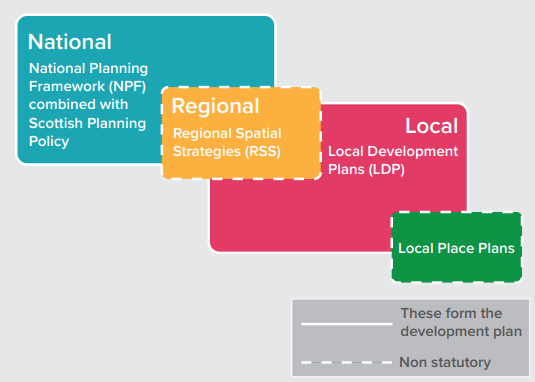 National
National Planning
Framework (NPF)
combined with
Scottish Planning
Policy
Regional
Regional Spatial
Strategies (RSS)
Local
Local Development
Plans (LDP)
Local Place Plans
These form the
development plan
Non statutory